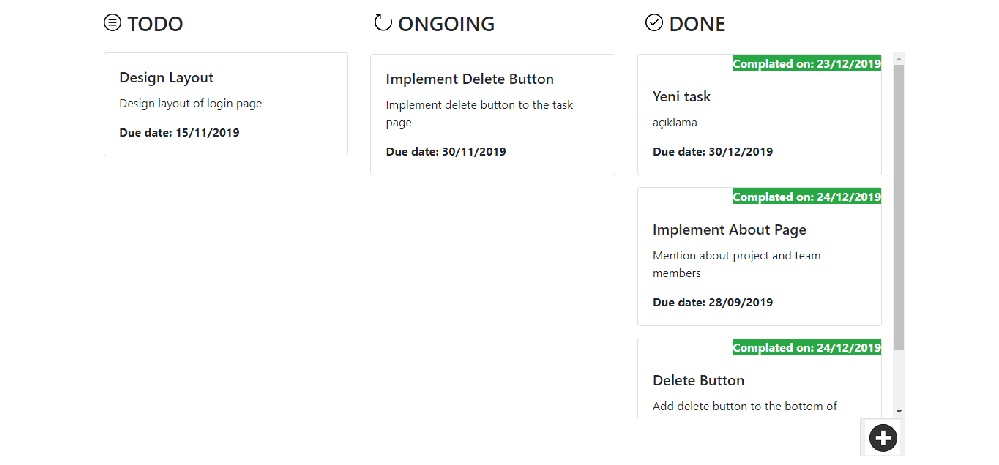 TODO
Design Layout
Design layout of login page
Due date: 15/11/2019
ONGOING
Implement Delete Button
Implement delete button to the task
page
Due date: 30/11/2019
DONE
Complated on: 23/12/2019
Yeni task
açıklama
Due date: 30/12/2019
Complated on: 24/12/2019
Implement About Page
Mention about project and team
members
Due date: 28/09/2019
Complated on: 24/12/2019
Delete Button
Add delete button to the bottom of